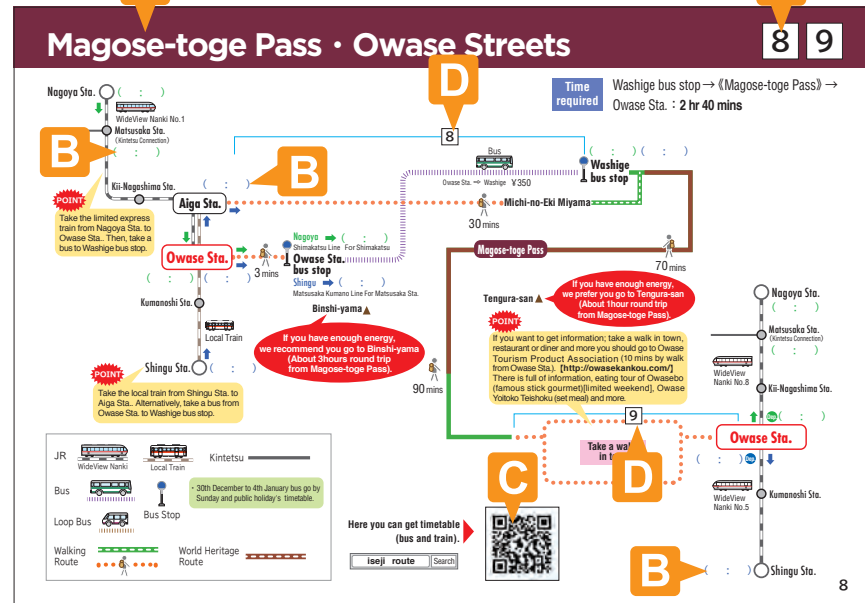 Magose-toge Pass・Owase Streets
8 9
Time required
Washige bus stop→《Magose-toge Pass》→
Owase Sta.：2 hr 40 mins
D
8
Nagoya Sta. ( : )
WideView Nanki No.1
Matsusaka Sta.
(Kintetsu Connection)
( : )
B
B
( : )
Kii-Nagashima Sta.
Aiga Sta.
POINT
Take the limited express
train from Nagoya Sta. to
Owase Sta.. Then, take a
bus to Washige bus stop.
Owase Sta.
( : ) ( : )
3 mins
Bus
Owase Sta. ⇒ Washige ¥350
( : ) ( : )
Washige
bus stop
30 mins
Michi-no-Eki Miyama
Nagoya ➡ ( : )
Shimakatsu Line For Shimakatsu
Owase Sta.
bus stop
Shingu ➡ ( : )
Matsusaka Kumano Line For Matsusaka Sta.
Magose-toge Pass
70 mins
Binshi-yama▲
If you have enough energy,
we recommend you go to Binshi-yama
(About 3hours round trip
from Magose-toge Pass).
Tengura-san▲
If you have enough energy,
we prefer you go to Tengura-san
(About 1hour round trip
from Magose-toge Pass).
Kumanoshi Sta.
Local Train
Shingu Sta.
( : )
POINT
Take the local train from Shingu Sta. to
Aiga Sta.. Alternatively, take a bus from
Owase Sta. to Washige bus stop.
90 mins
POINT
If you want to get information; take a walk in town,
restaurant or diner and more you should go to Owase
Tourism Product Association (10 mins by walk
from Owase Sta.). [http://owasekankou.com/]
There is full of information, eating tour of Owasebo
(famous stick gourmet)[limited weekend], Owase
Yoitoko Teishoku (set meal) and more.
9
Take a walk
in
D
Nagoya Sta.
( : )
Matsusaka Sta.
(Kintetsu Connection)
( : )
WideView
Nanki No.8
Kii-Nagashima Sta.
Dep. ( : )
Owase Sta.
( : ) Dep.
WideView
Nanki No.5
Kumanoshi Sta.
B
( : ) Shingu Sta.
JR
WideView Nanki
Local Train
Kintetsu
Bus
Bus Stop
Loop Bus
・30th December to 4th January bus go by
Sunday and public holiday's timetable.
Walking
Route
World Heritage
Route
Here you can get timetable
(bus and train).
iseji route Search
C
8